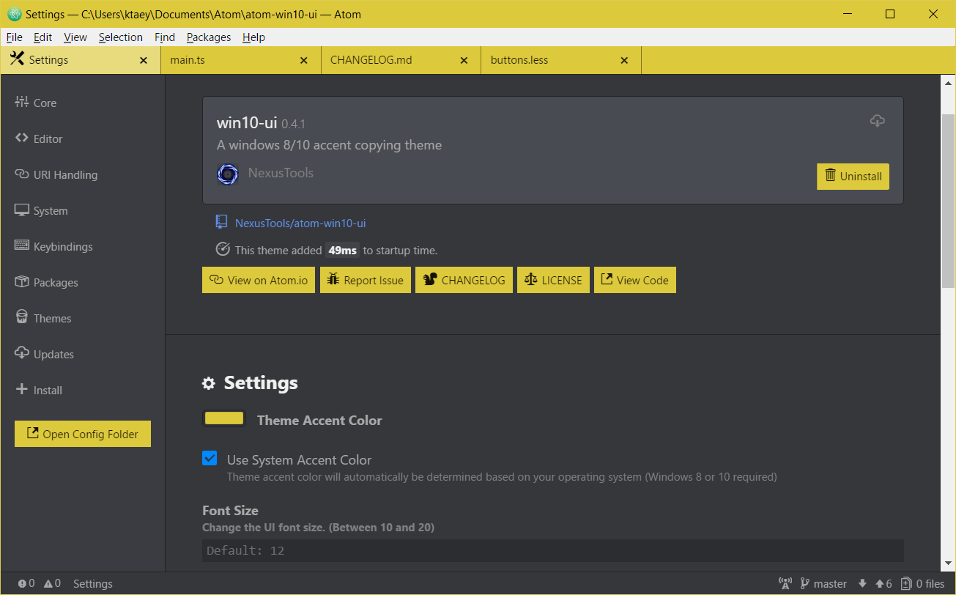 Settings — C:\Users\ktaey\Documents\Atom\atom-win10-ui — Atom
File Edit View Selection Find Packages Help
Settings main.ts CHANGELOG.md buttons.less
Core
Editor
URI Handling
System
Keybindings
Packages
Themes
Updates
Install
Open Config Folder
win10-ui 0.4.1
A windows 8/10 accent copying theme
NexusTools
Uninstall
NexusTools/atom-win10-ui
This theme added 49ms to startup time.
View on Atom.io Report Issue CHANGELOG LICENSE View Code
Settings
Theme Accent Color
Use System Accent Color
Theme accent color will automatically be determined based on your operating system (Windows 8 or 10 required)
Font Size
Change the UI font size. (Between 10 and 20)
Default: 12
0 0 Settings master 6 0 files